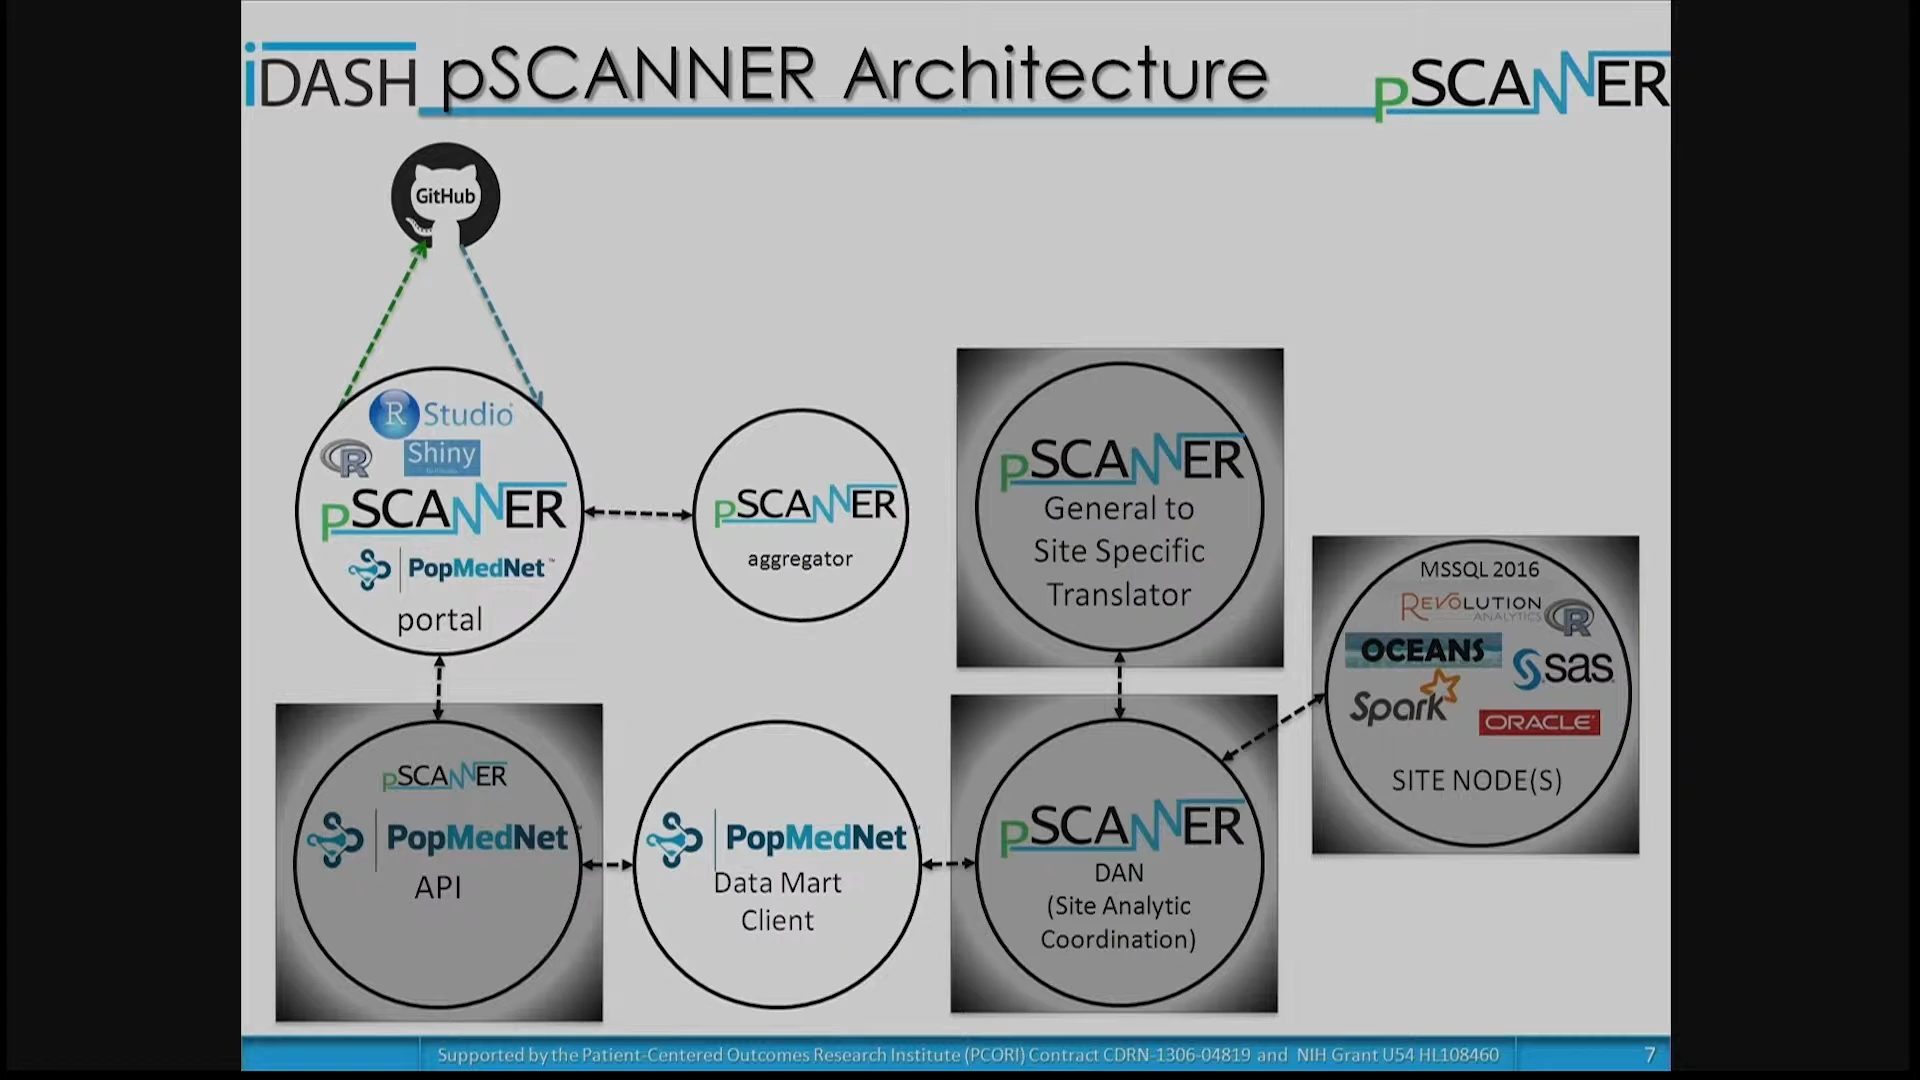 iDASH pSCANNER Architecture pSCANNER
GitHub
R Studio
R Shiny
pSCANNER
PopMedNet™
portal
pSCANNER
aggregator
pSCANNER
General to
Site Specific
Translator
MSSQL 2016
REVOLUTION
ANALYTICS
R
OCEANS
sas
Spark
ORACLE
SITE NODE(S)
pSCANNER
PopMedNet
API
PopMedNet
Data Mart
Client
pSCANNER
DAN
(Site Analytic
Coordination)
Supported by the Patient-Centered Outcomes Research Institute (PCORI) Contract CDRN-1306-04819 and NIH Grant U54 HL108460 7